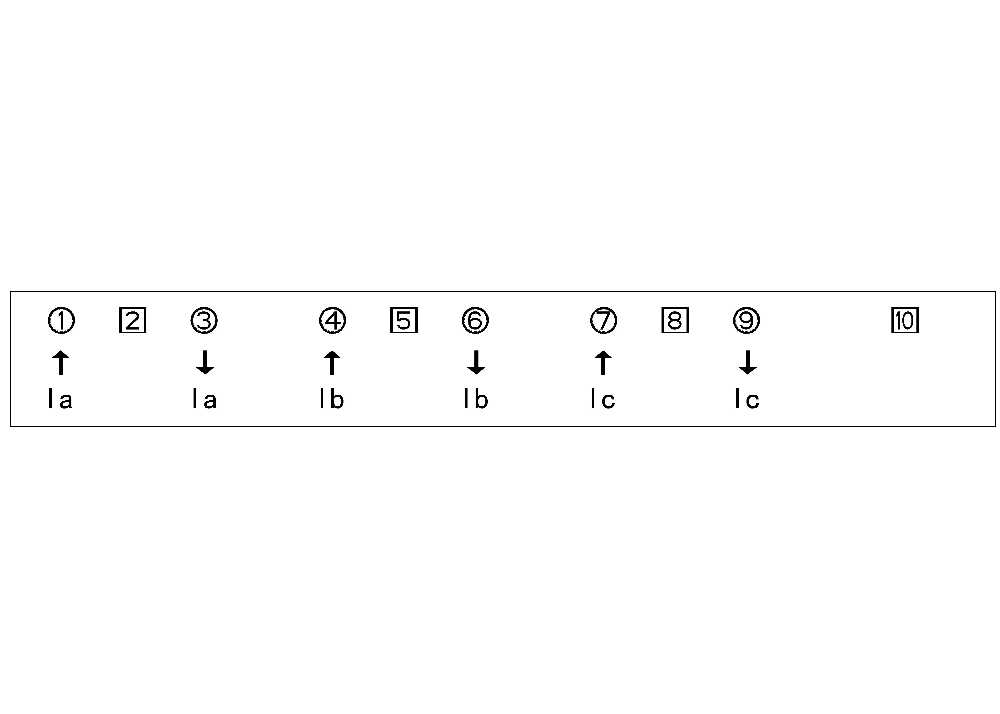 ① 2 ③ ④ 5 ⑥ ⑦ 8 ⑨ 10
↑ ↓ ↑ ↓ ↑ ↓
Ia Ia Ib Ib Ic Ic